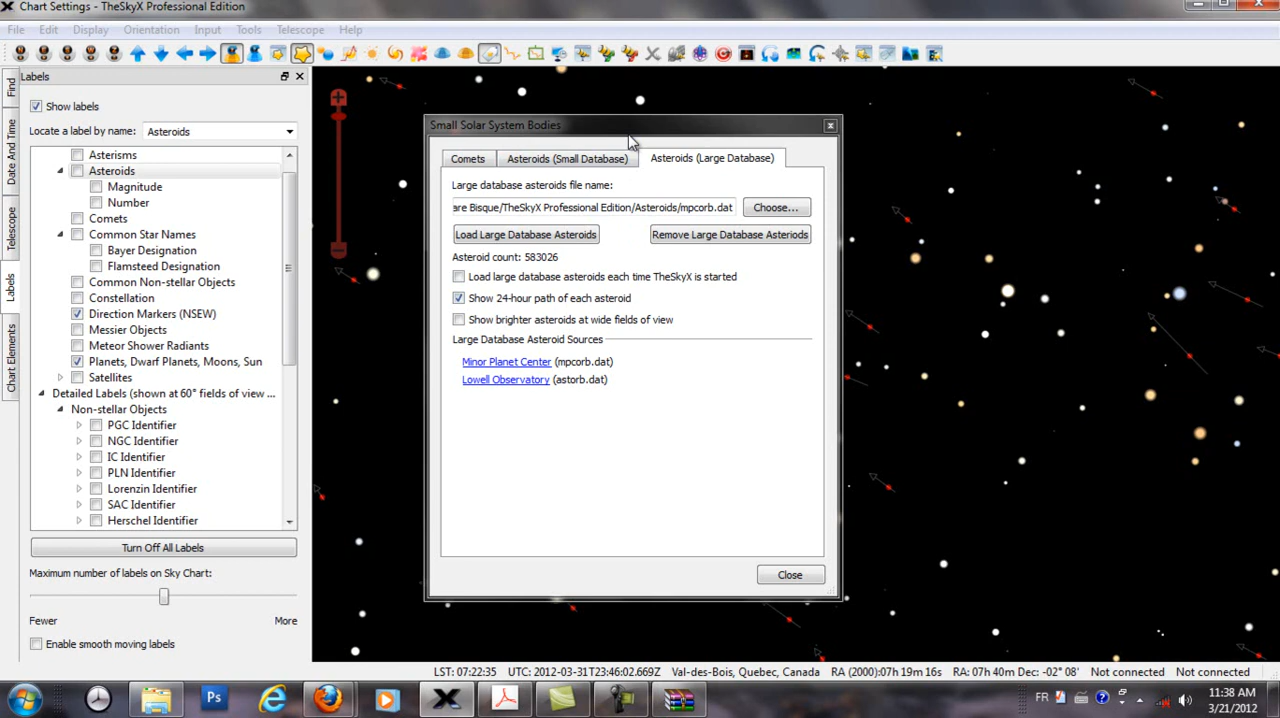 Chart Settings - TheSkyX Professional Edition
File Edit Display Orientation Input Tools Telescope Help
Labels
Find
Date And Time
Telescope
Labels
Chart Elements
Show labels
Locate a label by name: Asteroids
Asterisms
Asteroids
Magnitude
Number
Comets
Common Star Names
Bayer Designation
Flamsteed Designation
Common Non-stellar Objects
Constellation
Direction Markers (NSEW)
Messier Objects
Meteor Shower Radiants
Planets, Dwarf Planets, Moons, Sun
Satellites
Detailed Labels (shown at 60° fields of view ...
Non-stellar Objects
PGC Identifier
NGC Identifier
IC Identifier
PLN Identifier
Lorenzin Identifier
SAC Identifier
Herschel Identifier
Turn Off All Labels
Maximum number of labels on Sky Chart:
Fewer More
Enable smooth moving labels
Small Solar System Bodies
Comets Asteroids (Small Database) Asteroids (Large Database)
Large database asteroids file name:
are Bisque/TheSkyX Professional Edition/Asteroids/mpcorb.dat Choose...
Load Large Database Asteroids Remove Large Database Asteriods
Asteroid count: 583026
Load large database asteroids each time TheSkyX is started
Show 24-hour path of each asteroid
Show brighter asteroids at wide fields of view
Large Database Asteroid Sources
Minor Planet Center (mpcorb.dat)
Lowell Observatory (astorb.dat)
Close
LST: 07:22:35 UTC: 2012-03-31T23:46:02.669Z Val-des-Bois, Quebec, Canada RA (2000):07h 19m 16s RA: 07h 40m Dec: -02° 08' Not connected Not connected
Ps
FR
11:38 AM
3/21/2012